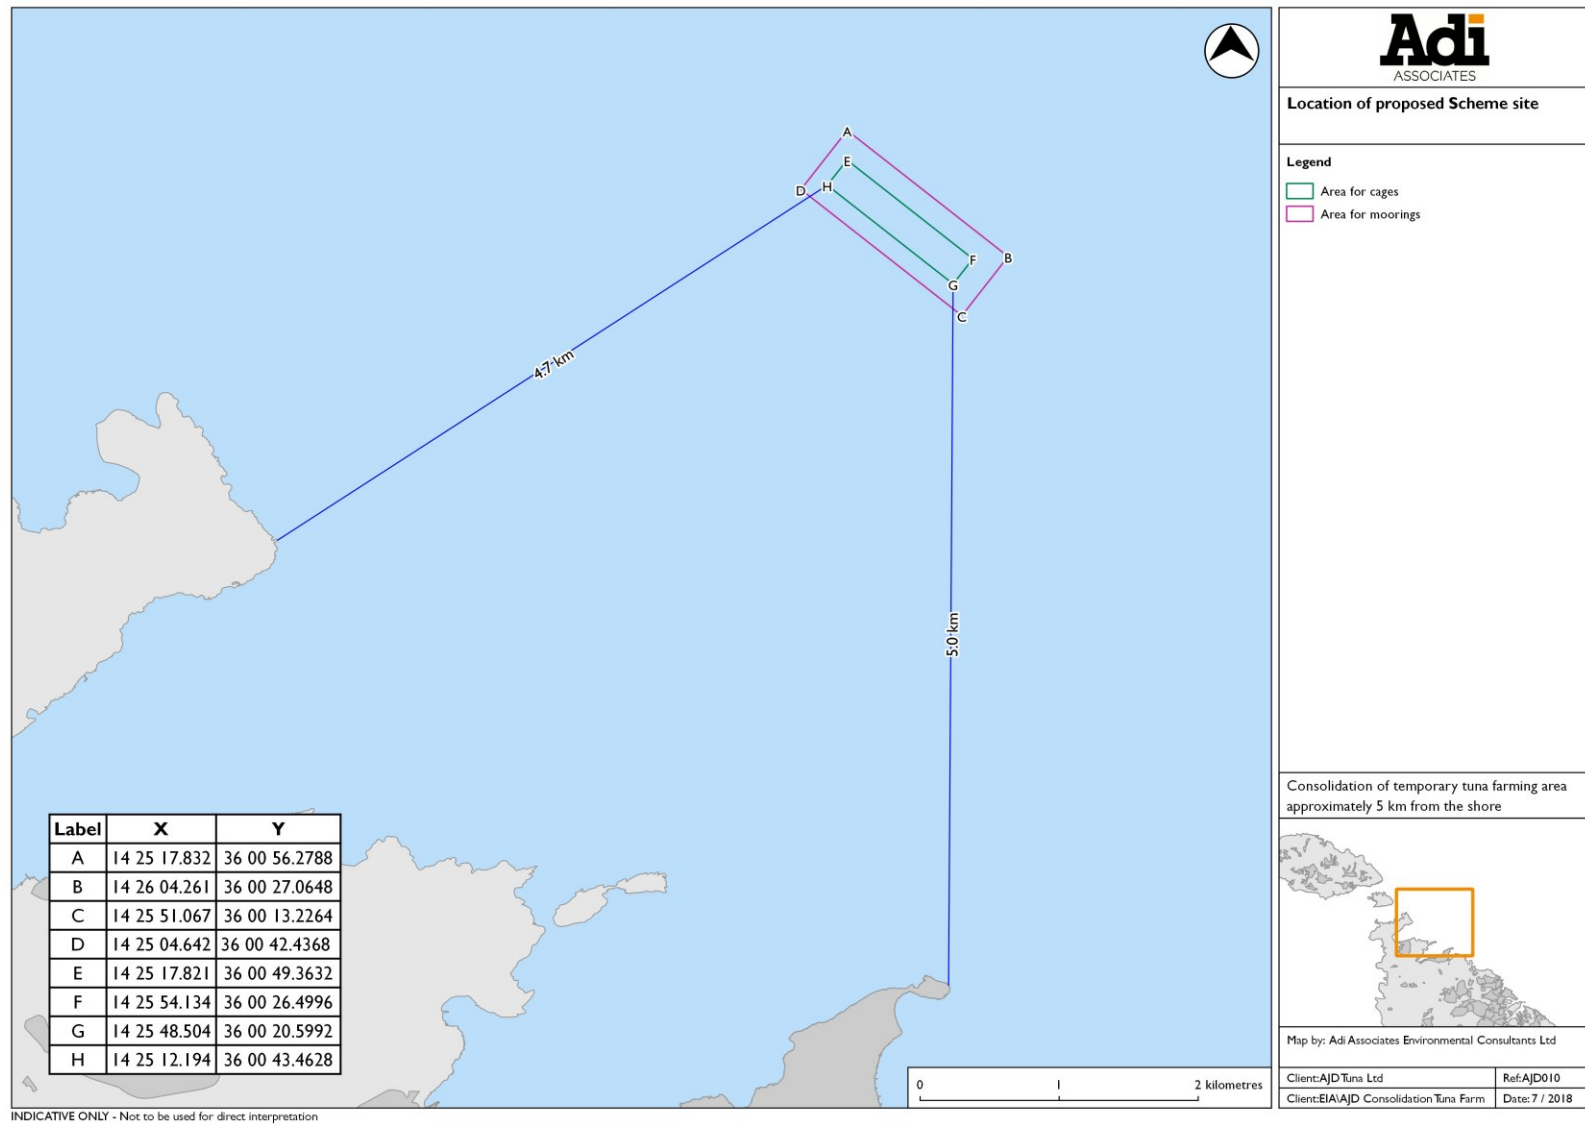 Adi
ASSOCIATES
Location of proposed Scheme site
Legend
Area for cages
Area for moorings
A
E
D
H
B
F
G
C
4.7 km
5.0 km
Label X Y
A 14 25 17.832 36 00 56.2788
B 14 26 04.261 36 00 27.0648
C 14 25 51.067 36 00 13.2264
D 14 25 04.642 36 00 42.4368
E 14 25 17.821 36 00 49.3632
F 14 25 54.134 36 00 26.4996
G 14 25 48.504 36 00 20.5992
H 14 25 12.194 36 00 43.4628
0 1 2 kilometres
Consolidation of temporary tuna farming area
approximately 5 km from the shore
Map by: Adi Associates Environmental Consultants Ltd
Client:AJD Tuna Ltd Ref:AJD010
Client:EIA\AJD Consolidation Tuna Farm Date: 7 / 2018
INDICATIVE ONLY - Not to be used for direct interpretation